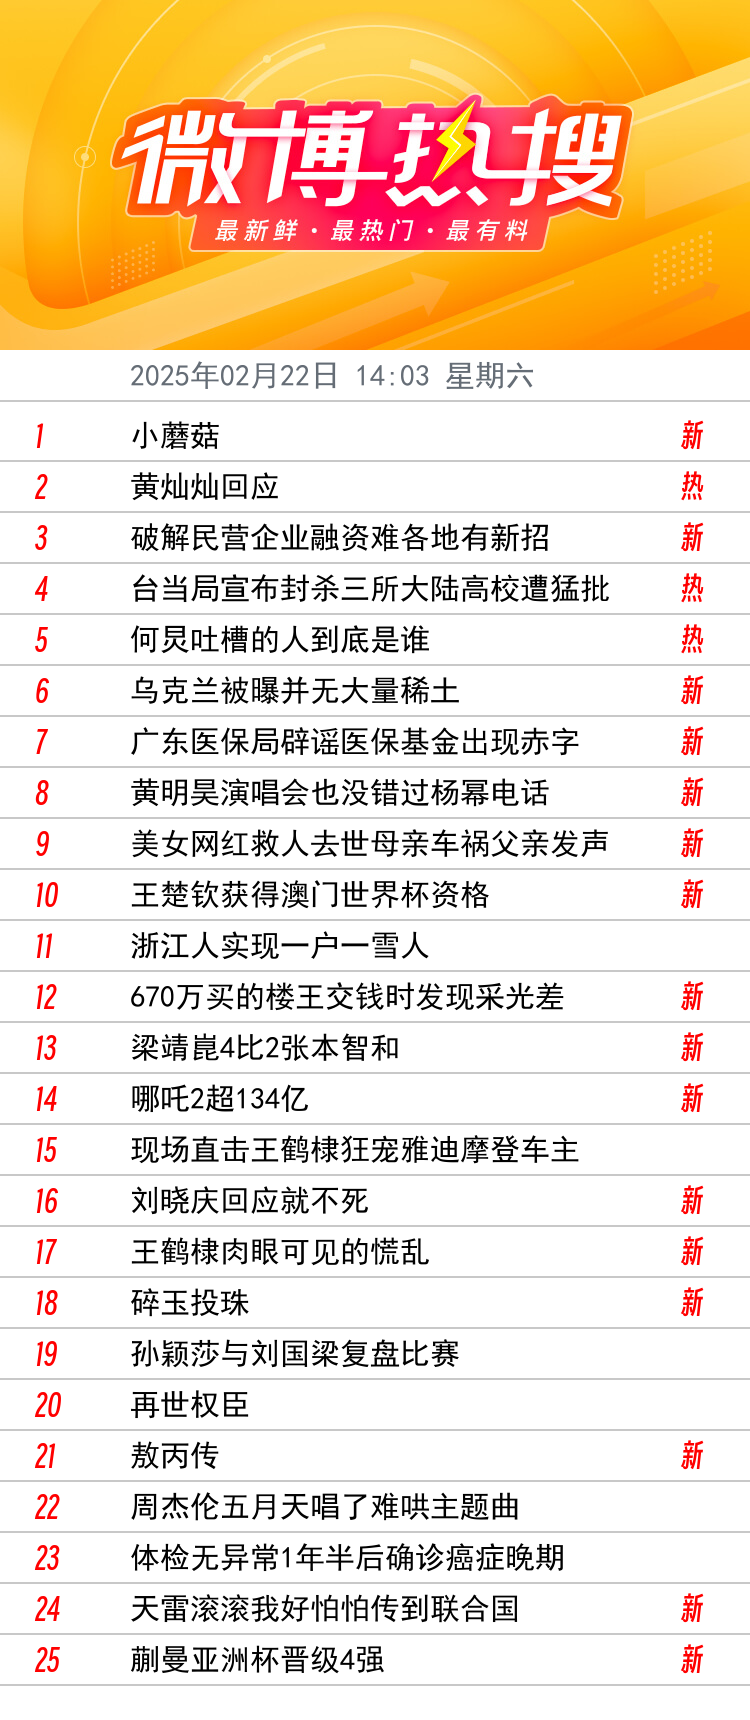 微博热搜
最新鲜·最热门·最有料
2025年02月22日 14:03 星期六
1 小蘑菇 新
2 黄灿灿回应 热
3 破解民营企业融资难各地有新招 新
4 台当局宣布封杀三所大陆高校遭猛批 热
5 何炅吐槽的人到底是谁 热
6 乌克兰被曝并无大量稀土 新
7 广东医保局辟谣医保基金出现赤字 新
8 黄明昊演唱会也没错过杨幂电话 新
9 美女网红救人去世母亲车祸父亲发声 新
10 王楚钦获得澳门世界杯资格 新
11 浙江人实现一户一雪人
12 670万买的楼王交钱时发现采光差 新
13 梁靖崑4比2张本智和 新
14 哪吒2超134亿 新
15 现场直击王鹤棣狂宠雅迪摩登车主
16 刘晓庆回应就不死 新
17 王鹤棣肉眼可见的慌乱 新
18 碎玉投珠 新
19 孙颖莎与刘国梁复盘比赛
20 再世权臣
21 敖丙传 新
22 周杰伦五月天唱了难哄主题曲
23 体检无异常1年半后确诊癌症晚期
24 天雷滚滚我好怕怕传到联合国 新
25 蒯曼亚洲杯晋级4强 新